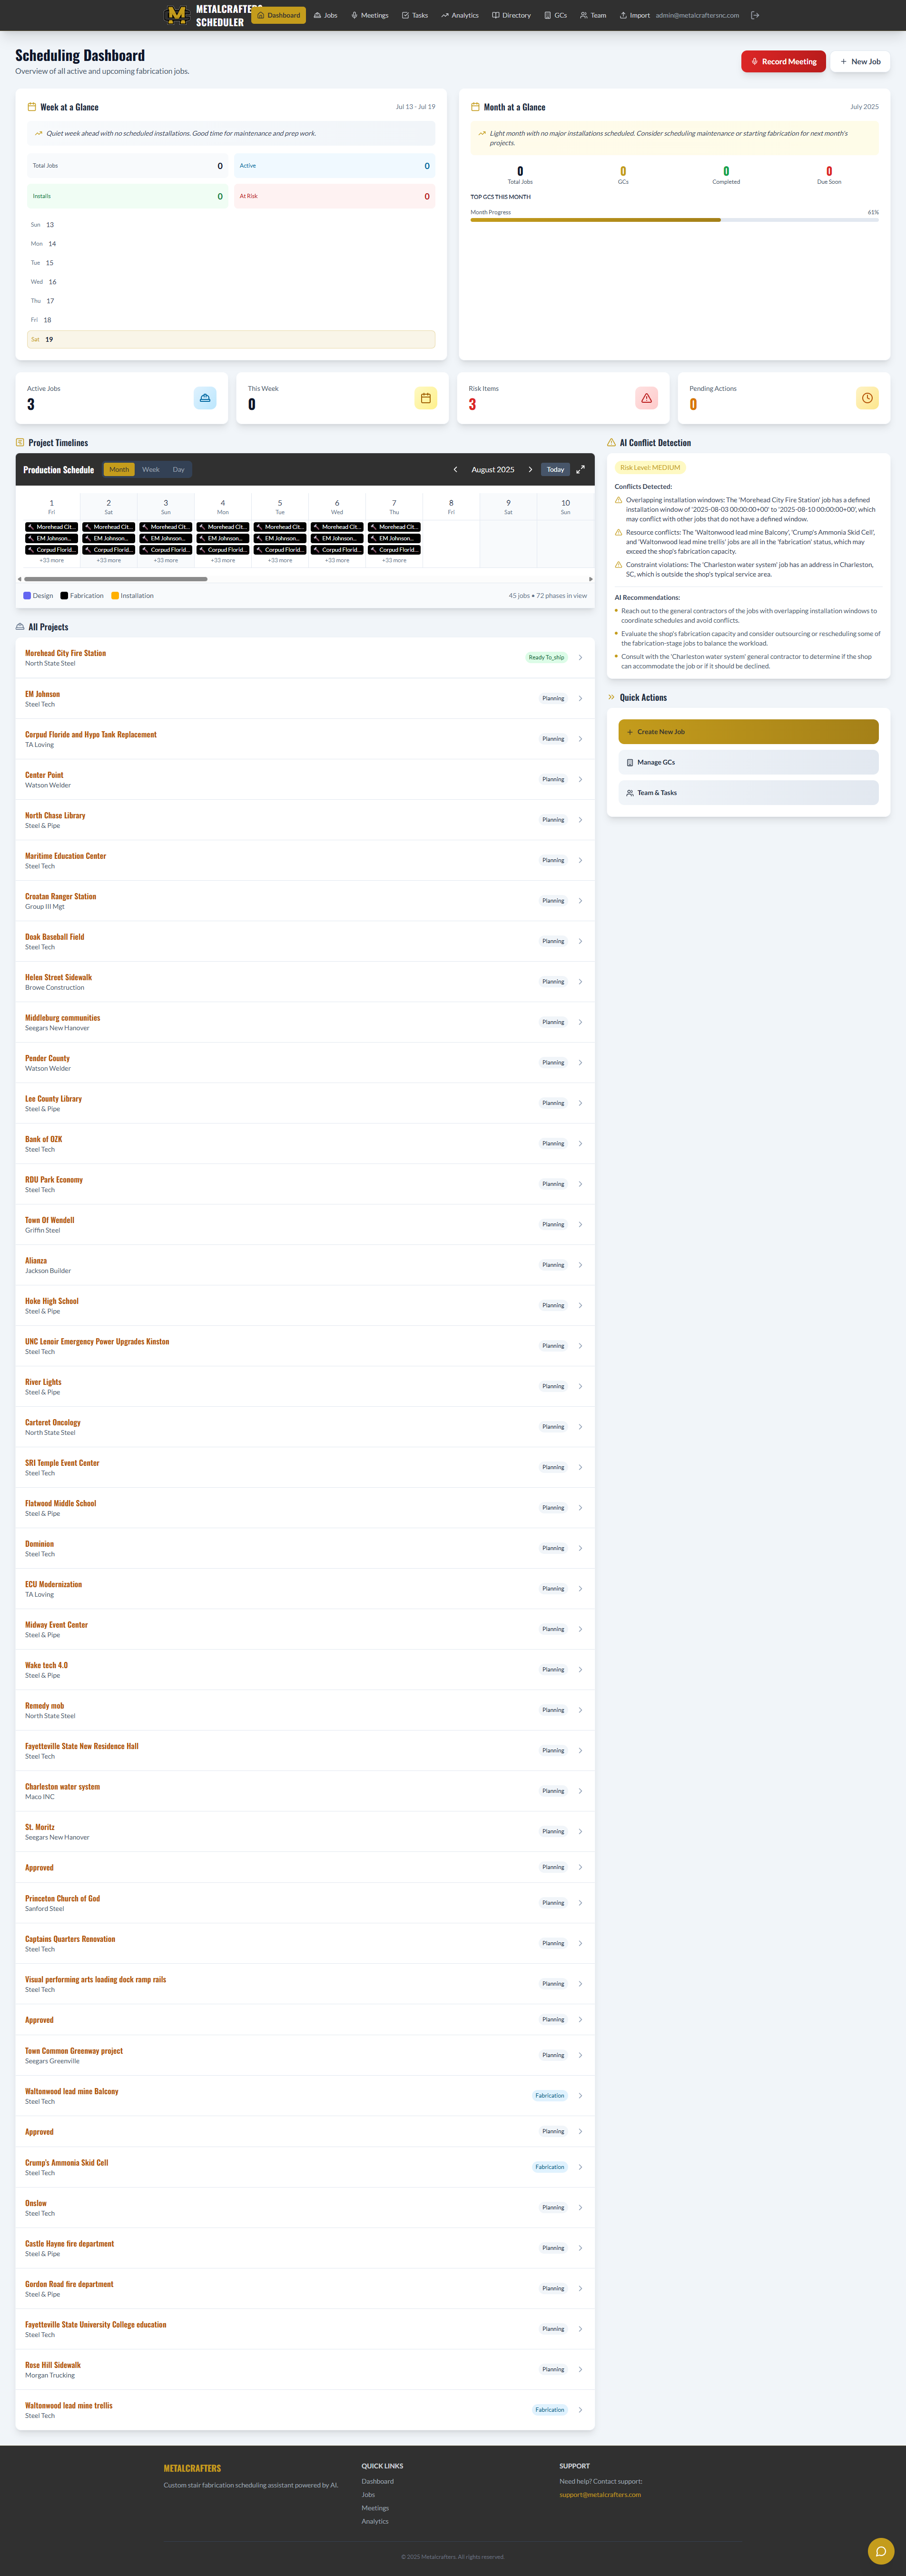 METALCRAFTERS
SCHEDULER
Dashboard
Jobs
Meetings
Tasks
Analytics
Directory
GCs
Team
Import
admin@metalcraftersnc.com
Scheduling Dashboard
Overview of all active and upcoming fabrication jobs.
Record Meeting
New Job
Week at a Glance
Jul 13 - Jul 19
Quiet week ahead with no scheduled installations. Good time for maintenance and prep work.
Total Jobs 0
Active 0
Installs 0
At Risk 0
Sun 13
Mon 14
Tue 15
Wed 16
Thu 17
Fri 18
Sat 19
Month at a Glance
July 2025
Light month with no major installations scheduled. Consider scheduling maintenance or starting fabrication for next month's
projects.
0 0 0 0
Total Jobs GCs Completed Due Soon
TOP GCS THIS MONTH
Month Progress 61%
Active Jobs
3
This Week
0
Risk Items
3
Pending Actions
0
Project Timelines
Production Schedule
Month Week Day
August 2025
Today
1 2 3 4 5 6 7 8 9 10
Fri Sat Sun Mon Tue Wed Thu Fri Sat Sun
Morehead Cit... Morehead Cit... Morehead Cit... Morehead Cit... Morehead Cit... Morehead Cit... Morehead Cit...
EM Johnson... EM Johnson... EM Johnson... EM Johnson... EM Johnson... EM Johnson... EM Johnson...
Corpud Florid... Corpud Florid... Corpud Florid... Corpud Florid... Corpud Florid... Corpud Florid... Corpud Florid...
+33 more +33 more +33 more +33 more +33 more +33 more +33 more
Design Fabrication Installation
45 jobs • 72 phases in view
All Projects
Morehead City Fire Station
North State Steel
Ready To_ship
EM Johnson
Steel Tech
Planning
Corpud Floride and Hypo Tank Replacement
TA Loving
Planning
Center Point
Watson Welder
Planning
North Chase Library
Steel & Pipe
Planning
Maritime Education Center
Steel Tech
Planning
Croatan Ranger Station
Group III Mgt
Planning
Doak Baseball Field
Steel Tech
Planning
Helen Street Sidewalk
Browe Construction
Planning
Middleburg communities
Seegars New Hanover
Planning
Pender County
Watson Welder
Planning
Lee County Library
Steel & Pipe
Planning
Bank of OZK
Steel Tech
Planning
RDU Park Economy
Steel Tech
Planning
Town Of Wendell
Griffin Steel
Planning
Alianza
Jackson Builder
Planning
Hoke High School
Steel & Pipe
Planning
UNC Lenoir Emergency Power Upgrades Kinston
Steel Tech
Planning
River Lights
Steel & Pipe
Planning
Carteret Oncology
North State Steel
Planning
SRI Temple Event Center
Steel Tech
Planning
Flatwood Middle School
Steel & Pipe
Planning
Dominion
Steel Tech
Planning
ECU Modernization
TA Loving
Planning
Midway Event Center
Steel & Pipe
Planning
Wake tech 4.0
Steel & Pipe
Planning
Remedy mob
North State Steel
Planning
Fayetteville State New Residence Hall
Steel Tech
Planning
Charleston water system
Maco INC
Planning
St. Moritz
Seegars New Hanover
Planning
Approved
Planning
Princeton Church of God
Sanford Steel
Planning
Captains Quarters Renovation
Steel Tech
Planning
Visual performing arts loading dock ramp rails
Steel Tech
Planning
Approved
Planning
Town Common Greenway project
Seegars Greenville
Planning
Waltonwood lead mine Balcony
Steel Tech
Fabrication
Approved
Planning
Crump's Ammonia Skid Cell
Steel Tech
Fabrication
Onslow
Steel Tech
Planning
Castle Hayne fire department
Steel & Pipe
Planning
Gordon Road fire department
Steel & Pipe
Planning
Fayetteville State University College education
Steel Tech
Planning
Rose Hill Sidewalk
Morgan Trucking
Planning
Waltonwood lead mine trellis
Steel Tech
Fabrication
AI Conflict Detection
Risk Level: MEDIUM
Conflicts Detected:
Overlapping installation windows: The 'Morehead City Fire Station' job has a defined
installation window of '2025-08-03 00:00:00+00' to '2025-08-10 00:00:00+00', which
may conflict with other jobs that do not have a defined window.
Resource conflicts: The 'Waltonwood lead mine Balcony', 'Crump's Ammonia Skid Cell',
and 'Waltonwood lead mine trellis' jobs are all in the 'fabrication' status, which may
exceed the shop's fabrication capacity.
Constraint violations: The 'Charleston water system' job has an address in Charleston,
SC, which is outside the shop's typical service area.
AI Recommendations:
Reach out to the general contractors of the jobs with overlapping installation windows to
coordinate schedules and avoid conflicts.
Evaluate the shop's fabrication capacity and consider outsourcing or rescheduling some of
the fabrication-stage jobs to balance the workload.
Consult with the 'Charleston water system' general contractor to determine if the shop
can accommodate the job or if it should be declined.
Quick Actions
Create New Job
Manage GCs
Team & Tasks
METALCRAFTERS
Custom stair fabrication scheduling assistant powered by AI.
QUICK LINKS
Dashboard
Jobs
Meetings
Analytics
SUPPORT
Need help? Contact support:
support@metalcrafters.com
© 2025 Metalcrafters. All rights reserved.